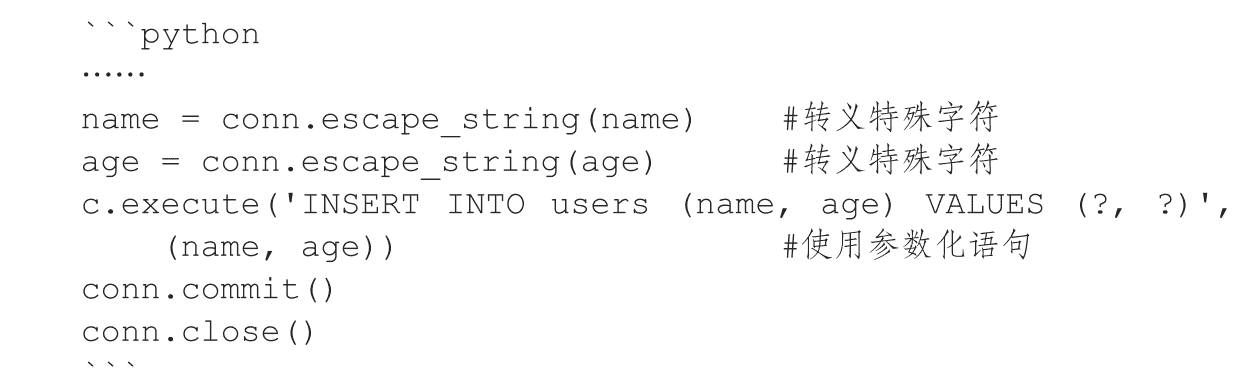 ```python
……
name = conn.escape_string(name)    #转义特殊字符
age = conn.escape_string(age)      #转义特殊字符
c.execute('INSERT INTO users (name, age) VALUES (?, ?)',
    (name, age))                   #使用参数化语句
conn.commit()
conn.close()
```